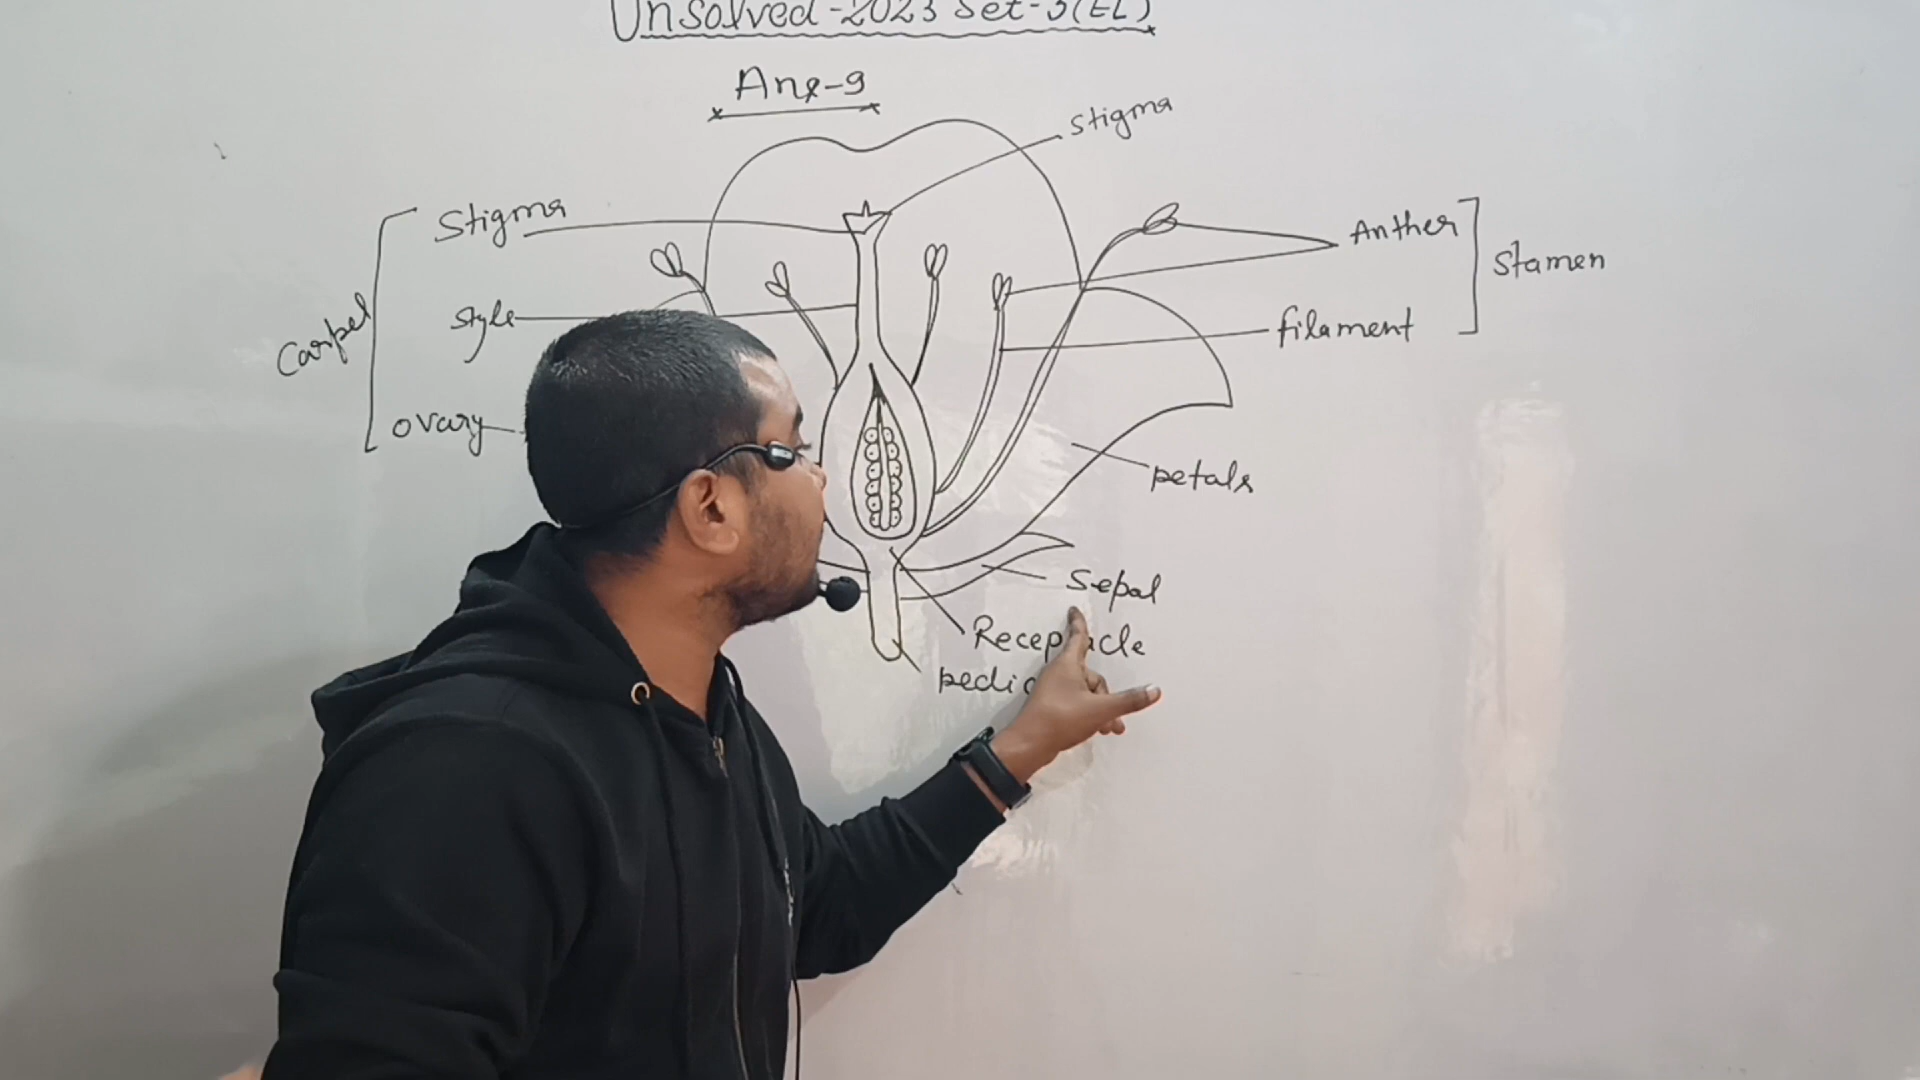 Unsolved-2023 Set-3(EL)
Ans-9
Stigma
Stigma
Anther
Stamen
Style
filament
Carpel
Ovary
petals
Sepal
Receptacle